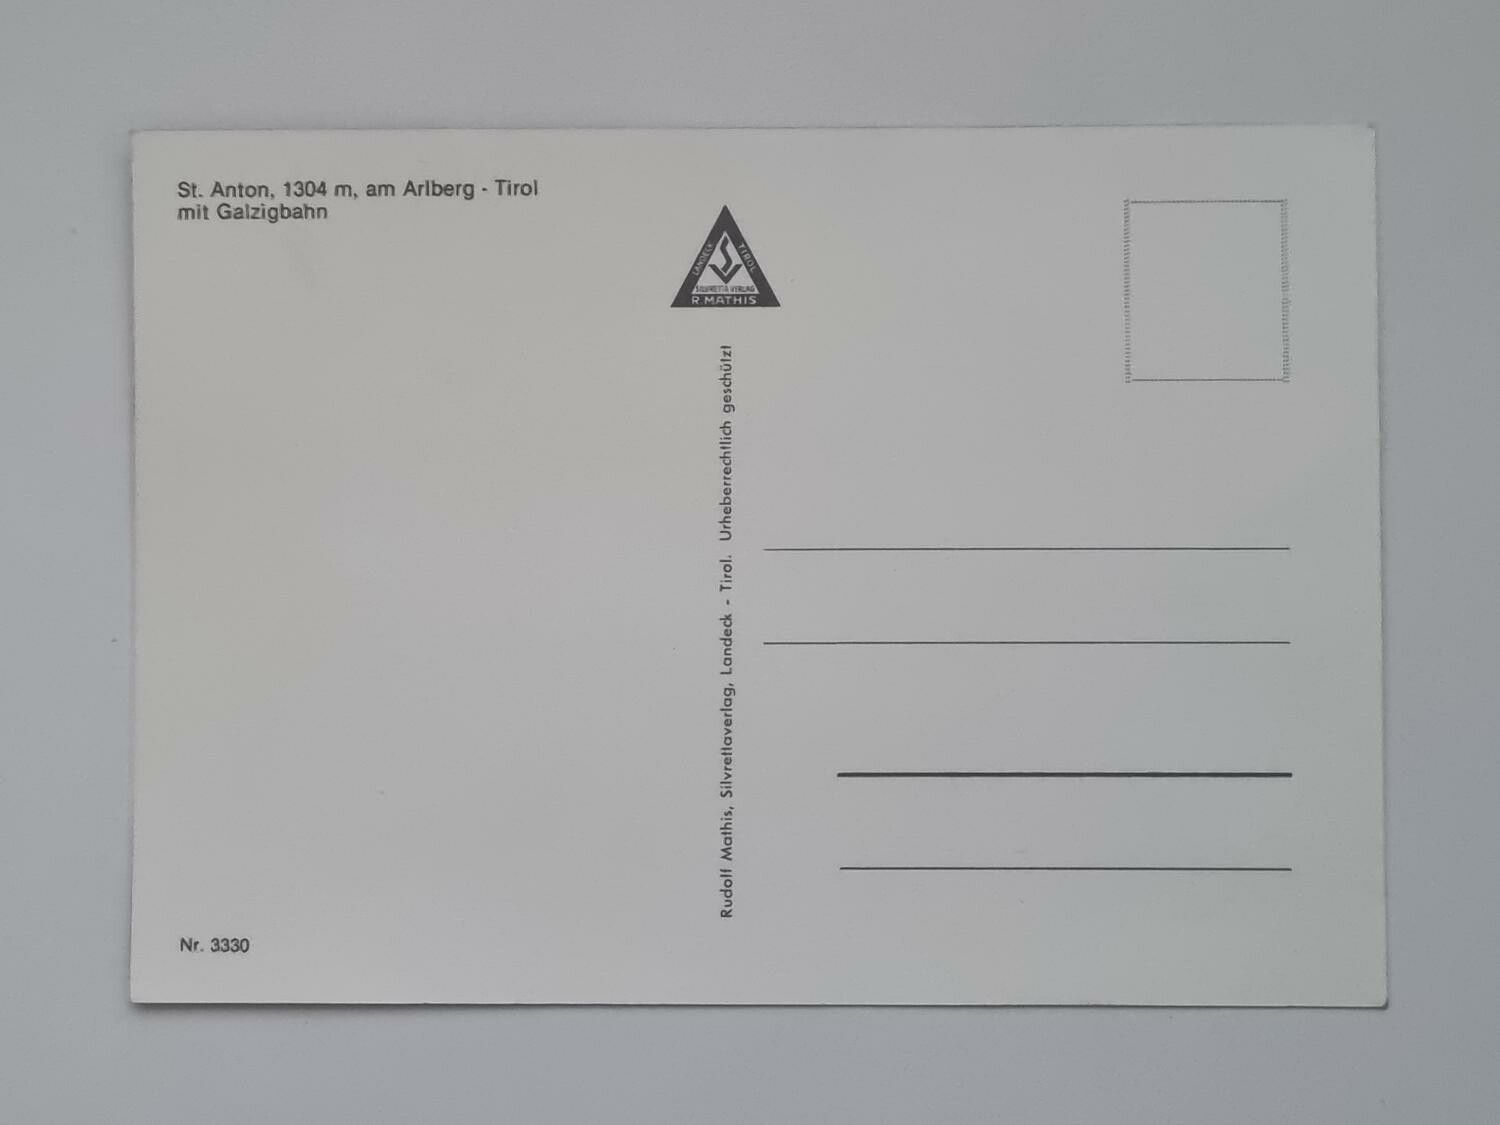 St. Anton, 1304 m, am Arlberg - Tirol
mit Galzigbahn
LANDECK
TIROL
SILVRETTA VERLAG
R. MATHIS
Rudolf Mathis, Silvrettaverlag, Landeck - Tirol. Urheberrechtlich geschützt
Nr. 3330